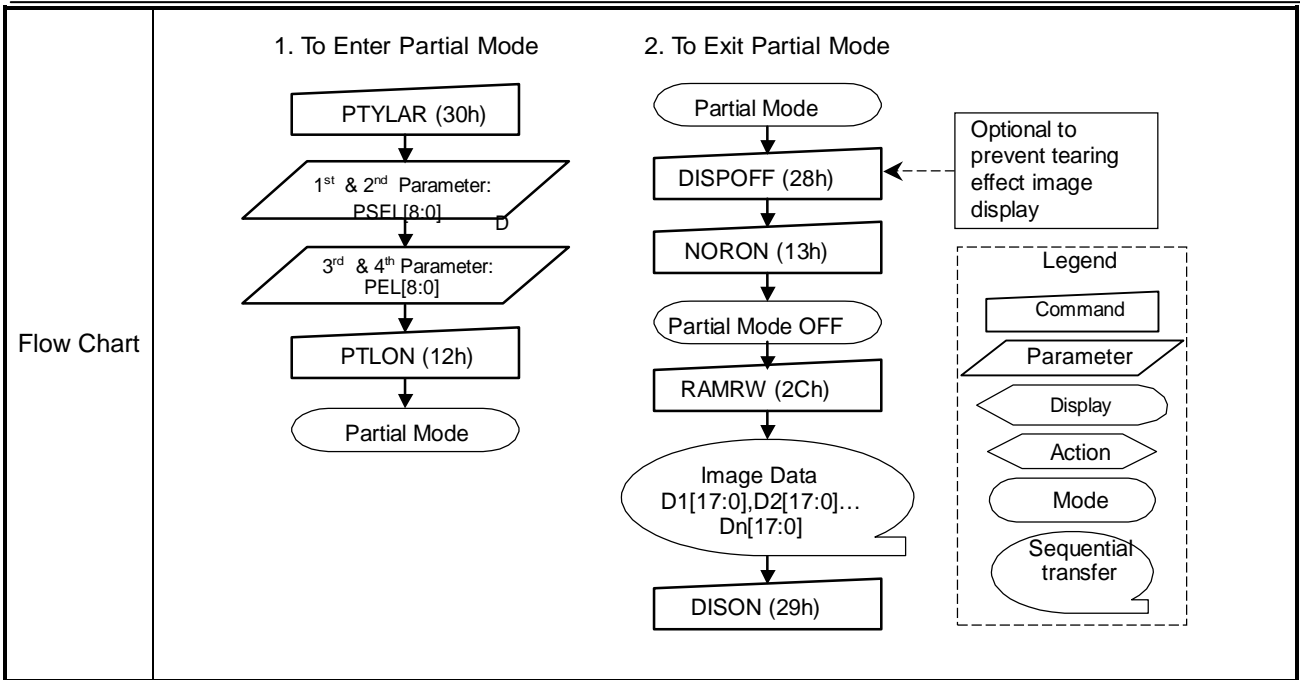 Flow Chart
1. To Enter Partial Mode
PTYLAR (30h)
1st & 2nd Parameter:
PSEL[8:0]
D
3rd & 4th Parameter:
PEL[8:0]
PTLON (12h)
Partial Mode
2. To Exit Partial Mode
Partial Mode
DISPOFF (28h)
NORON (13h)
Partial Mode OFF
RAMRW (2Ch)
Image Data
D1[17:0],D2[17:0]…
Dn[17:0]
DISON (29h)
Optional to
prevent tearing
effect image
display
Legend
Command
Parameter
Display
Action
Mode
Sequential
transfer